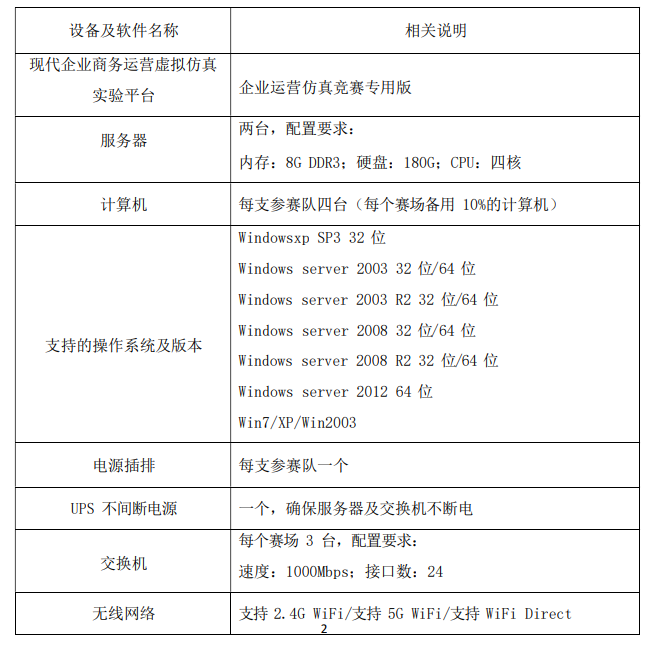 设备及软件名称 相关说明
现代企业商务运营虚拟仿真
实验平台
企业运营仿真竞赛专用版
服务器
两台，配置要求：
内存：8G DDR3；硬盘：180G；CPU：四核
计算机 每支参赛队四台（每个赛场备用 10%的计算机）
支持的操作系统及版本
Windowsxp SP3 32 位
Windows server 2003 32 位/64 位
Windows server 2003 R2 32 位/64 位
Windows server 2008 32 位/64 位
Windows server 2008 R2 32 位/64 位
Windows server 2012 64 位
Win7/XP/Win2003
电源插排 每支参赛队一个
UPS 不间断电源 一个，确保服务器及交换机不断电
交换机
每个赛场 3 台，配置要求：
速度：1000Mbps；接口数：24
无线网络 支持 2.4G WiFi/支持 5G WiFi/支持 WiFi Direct
2